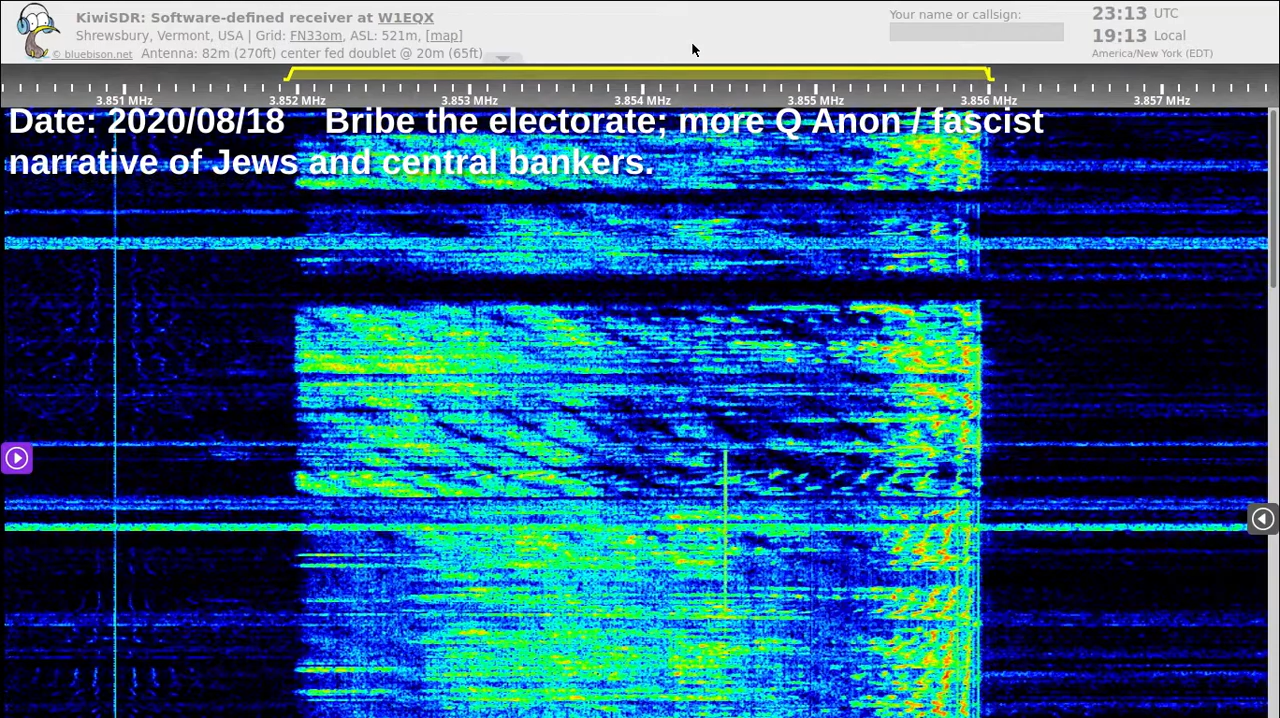 KiwiSDR: Software-defined receiver at W1EQX
Shrewsbury, Vermont, USA | Grid: FN33om, ASL: 521m, [map]
© bluebison.net Antenna: 82m (270ft) center fed doublet @ 20m (65ft)
Your name or callsign:
23:13 UTC
19:13 Local
America/New York (EDT)
3.851 MHz 3.852 MHz 3.853 MHz 3.854 MHz 3.855 MHz 3.856 MHz 3.857 MHz
Date: 2020/08/18 Bribe the electorate; more Q Anon / fascist
narrative of Jews and central bankers.